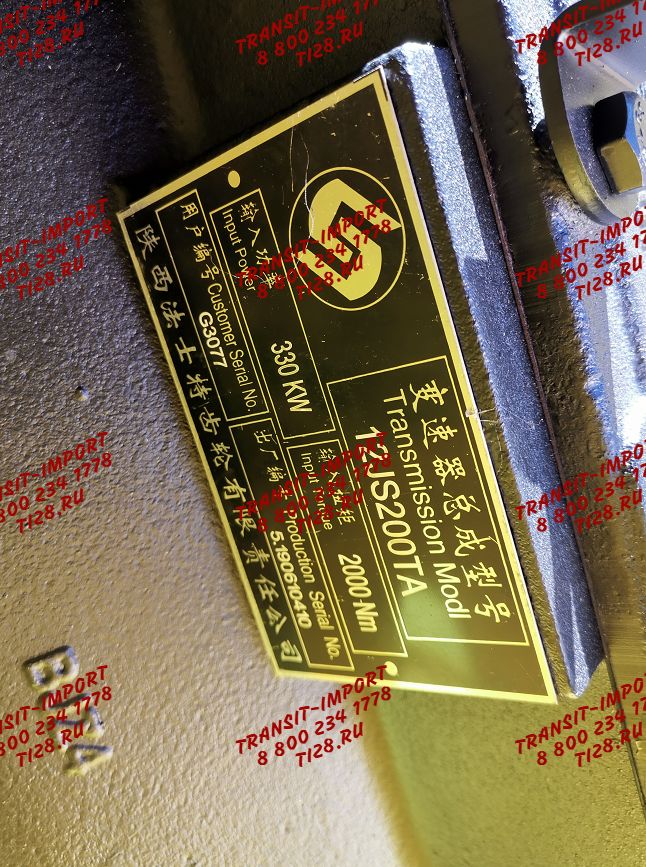 变速器总成型号
Transmission Modl
12JS200TA
输入功率
Input Power
330 KW
输入扭矩
Input Torque
2000·Nm
用户编号 Customer Serial No.
G3077
出厂编号 Production Serial No.
5190610410
陕西法士特齿轮有限责任公司
TRANSIT-IMPORT
8 800 234 1778
TI28.RU